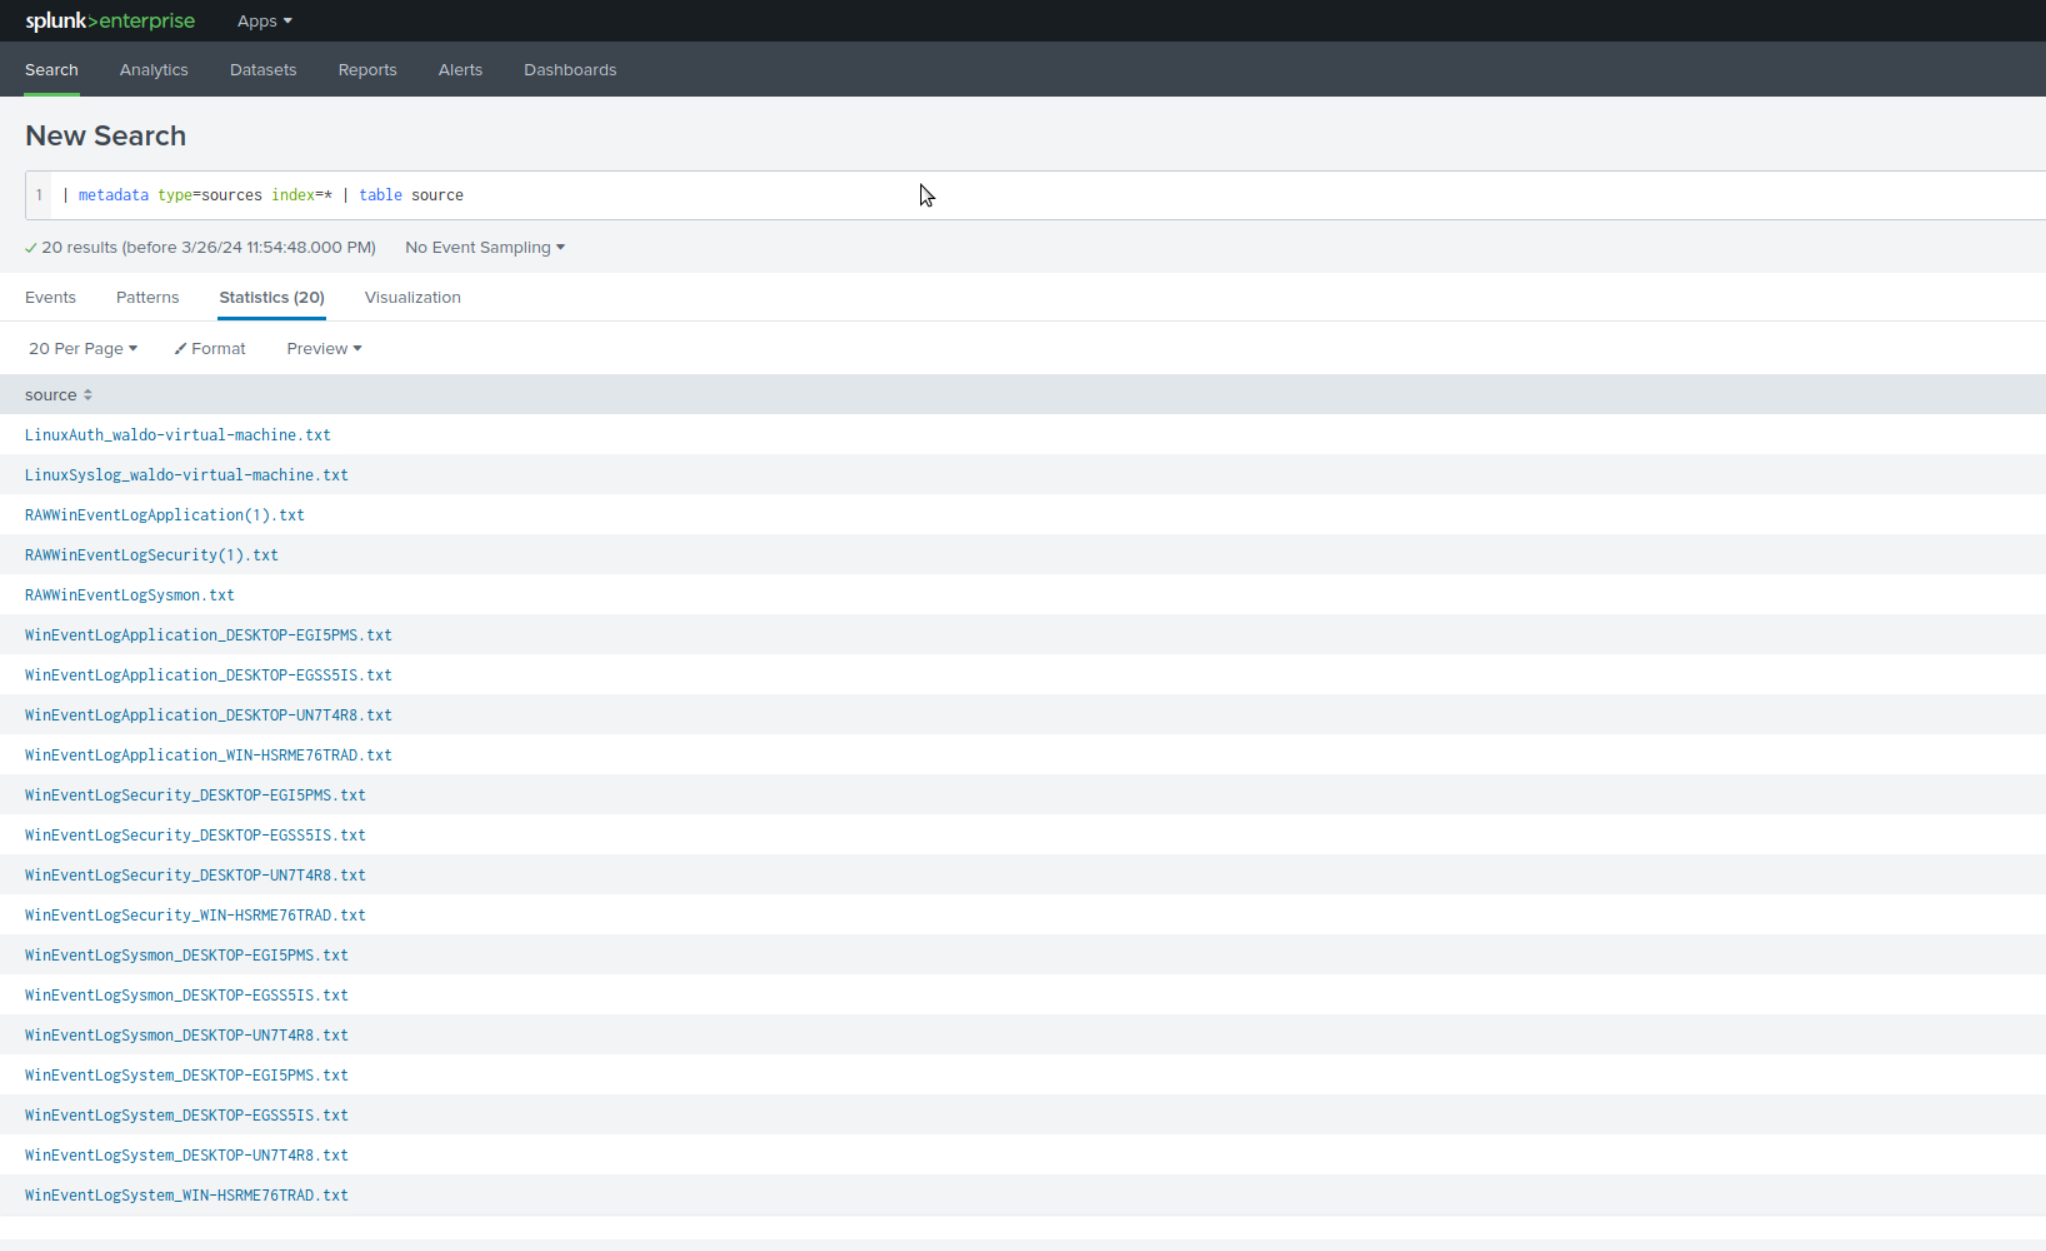 splunk>enterprise Apps
Search Analytics Datasets Reports Alerts Dashboards
New Search
1 | metadata type=sources index=* | table source
20 results (before 3/26/24 11:54:48.000 PM) No Event Sampling
Events Patterns Statistics (20) Visualization
20 Per Page Format Preview
source
LinuxAuth_waldo-virtual-machine.txt
LinuxSyslog_waldo-virtual-machine.txt
RAWWinEventLogApplication(1).txt
RAWWinEventLogSecurity(1).txt
RAWWinEventLogSysmon.txt
WinEventLogApplication_DESKTOP-EGI5PMS.txt
WinEventLogApplication_DESKTOP-EGSS5IS.txt
WinEventLogApplication_DESKTOP-UN7T4R8.txt
WinEventLogApplication_WIN-HSRME76TRAD.txt
WinEventLogSecurity_DESKTOP-EGI5PMS.txt
WinEventLogSecurity_DESKTOP-EGSS5IS.txt
WinEventLogSecurity_DESKTOP-UN7T4R8.txt
WinEventLogSecurity_WIN-HSRME76TRAD.txt
WinEventLogSysmon_DESKTOP-EGI5PMS.txt
WinEventLogSysmon_DESKTOP-EGSS5IS.txt
WinEventLogSysmon_DESKTOP-UN7T4R8.txt
WinEventLogSystem_DESKTOP-EGI5PMS.txt
WinEventLogSystem_DESKTOP-EGSS5IS.txt
WinEventLogSystem_DESKTOP-UN7T4R8.txt
WinEventLogSystem_WIN-HSRME76TRAD.txt